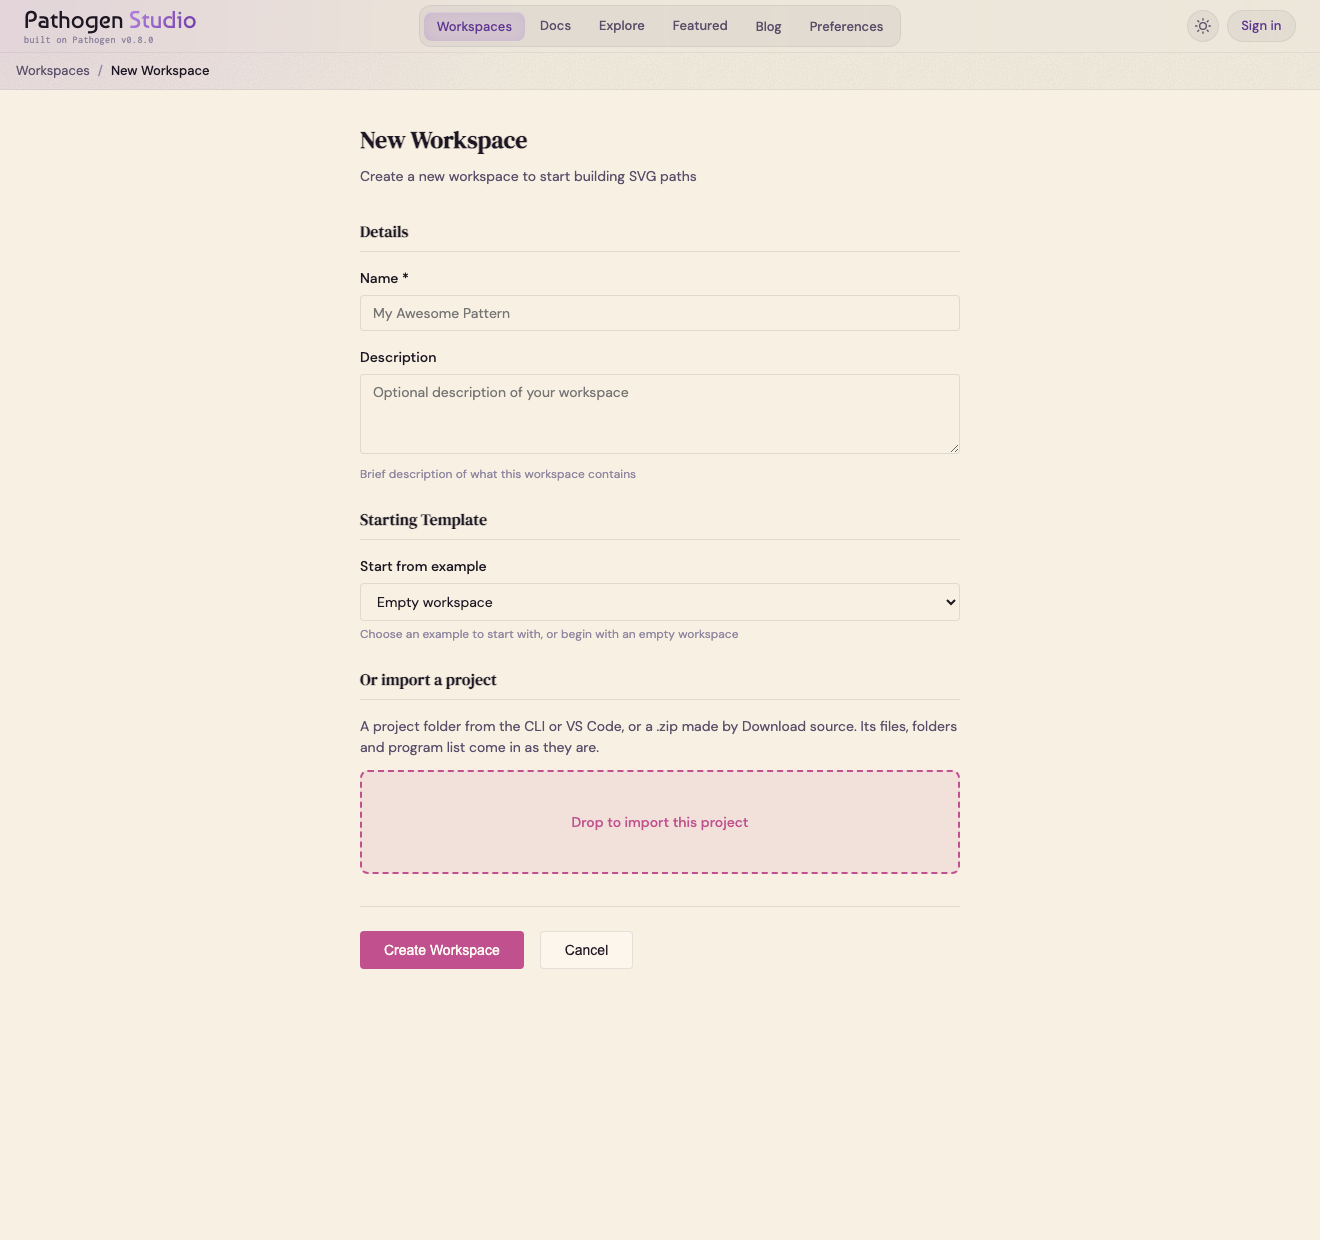 Pathogen Studio
built on Pathogen v0.8.0
Workspaces
Docs
Explore
Featured
Blog
Preferences
Sign in
Workspaces / New Workspace
New Workspace
Create a new workspace to start building SVG paths
Details
Name *
My Awesome Pattern
Description
Optional description of your workspace
Brief description of what this workspace contains
Starting Template
Start from example
Empty workspace
Choose an example to start with, or begin with an empty workspace
Or import a project
A project folder from the CLI or VS Code, or a .zip made by Download source. Its files, folders
and program list come in as they are.
Drop to import this project
Create Workspace
Cancel